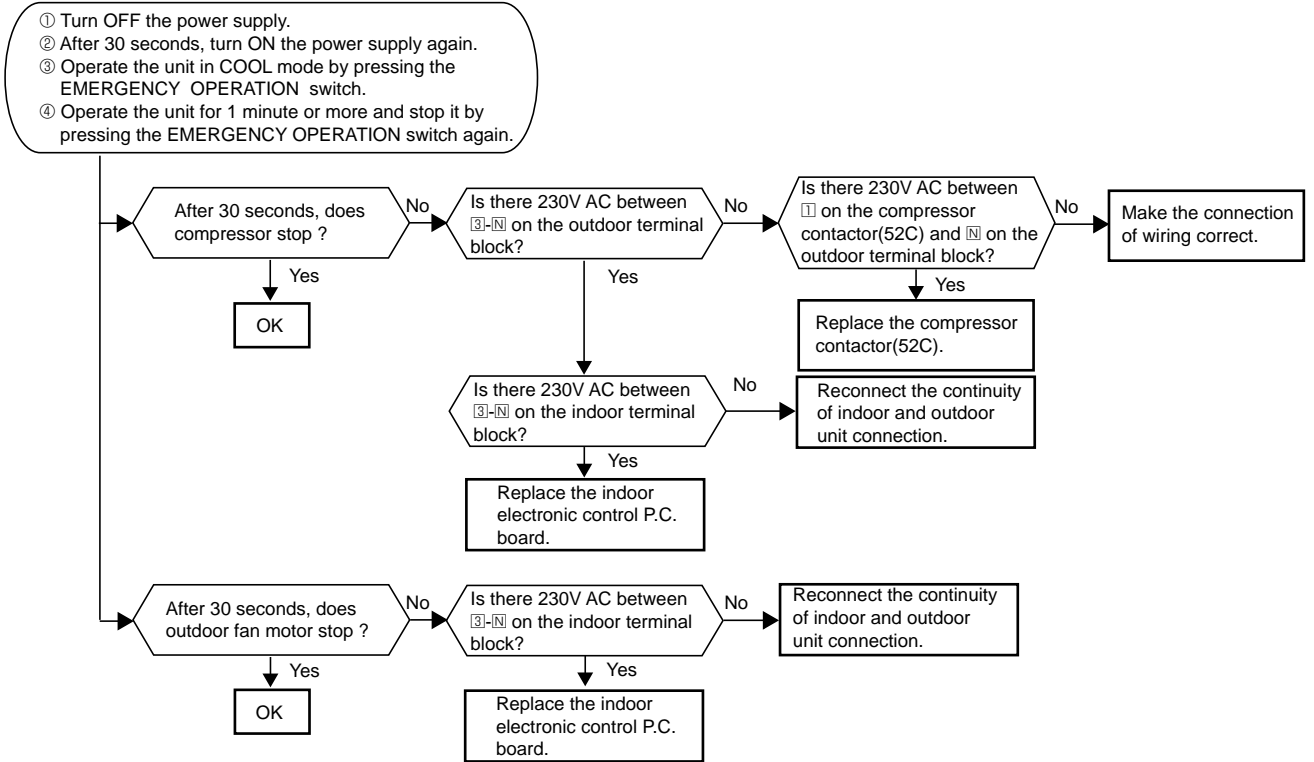 ① Turn OFF the power supply.
② After 30 seconds, turn ON the power supply again.
③ Operate the unit in COOL mode by pressing the
EMERGENCY OPERATION switch.
④ Operate the unit for 1 minute or more and stop it by
pressing the EMERGENCY OPERATION switch again.
After 30 seconds, does
compressor stop ?
No
Yes
OK
Is there 230V AC between
3-N on the outdoor terminal
block?
No
Yes
Is there 230V AC between
1 on the compressor
contactor(52C) and N on the
outdoor terminal block?
No
Make the connection
of wiring correct.
Yes
Replace the compressor
contactor(52C).
Is there 230V AC between
3-N on the indoor terminal
block?
No
Reconnect the continuity
of indoor and outdoor
unit connection.
Yes
Replace the indoor
electronic control P.C.
board.
After 30 seconds, does
outdoor fan motor stop ?
No
Yes
OK
Is there 230V AC between
3-N on the indoor terminal
block?
No
Reconnect the continuity
of indoor and outdoor
unit connection.
Yes
Replace the indoor
electronic control P.C.
board.